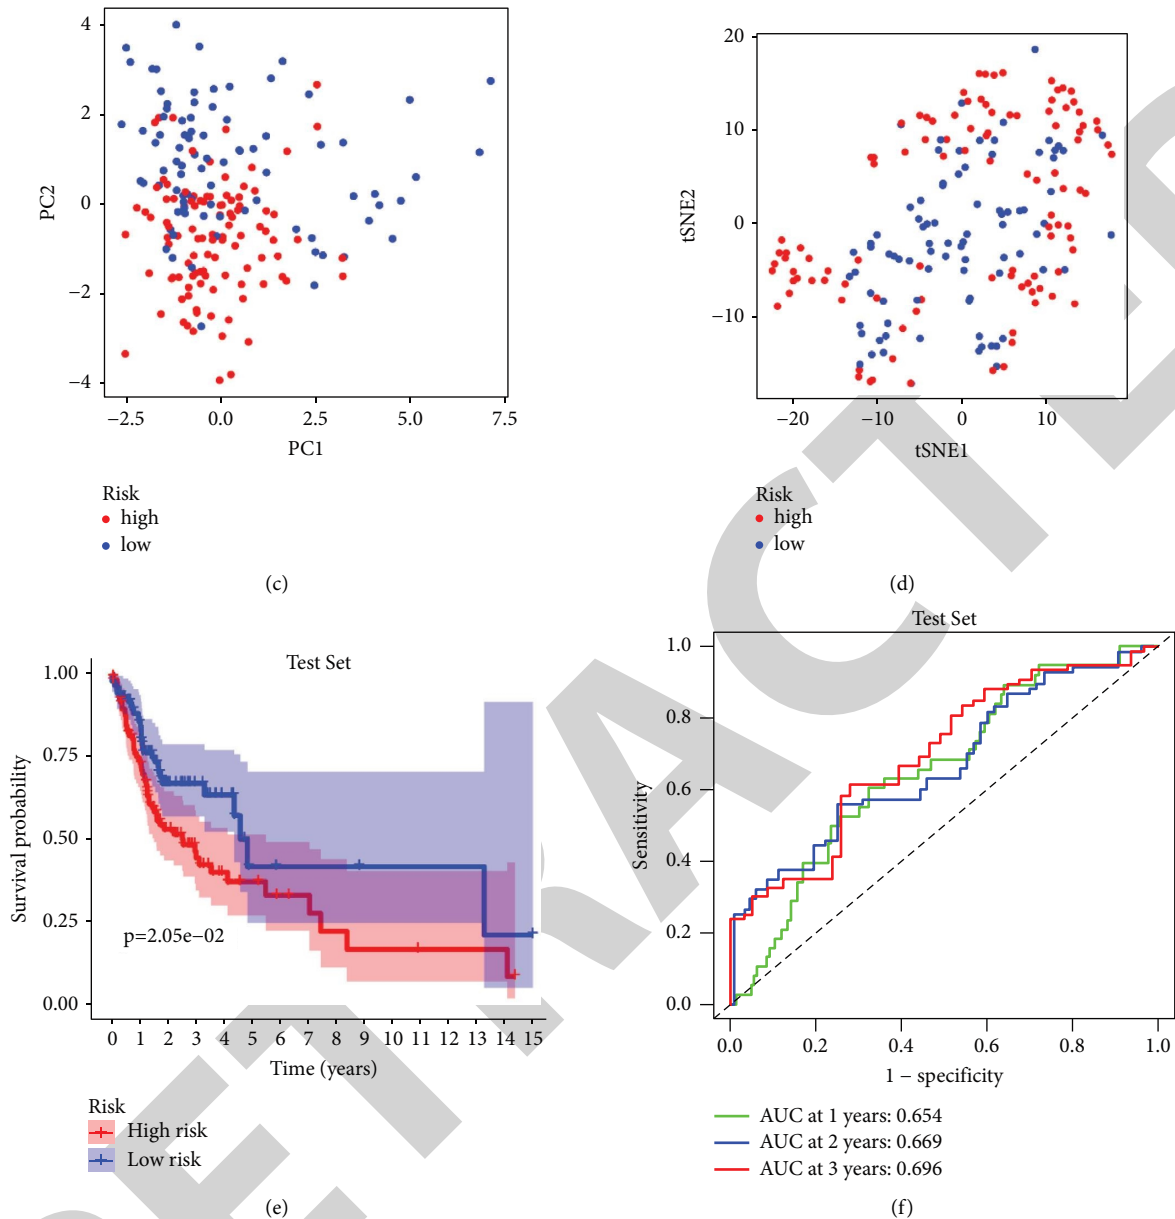 4
2
0
−2
−4
PC2
−2.5
0.0
2.5
5.0
7.5
PC1
Risk
high
low
(c)
20
10
0
−10
tSNE2
−20
−10
0
10
tSNE1
Risk
high
low
(d)
Test Set
1.00
0.75
0.50
0.25
0.00
Survival probability
p=2.05e−02
0 1 2 3 4 5 6 7 8 9 10 11 12 13 14 15
Time (years)
Risk
High risk
Low risk
(e)
Test Set
1.0
0.8
0.6
0.4
0.2
0.0
Sensitivity
0.0 0.2 0.4 0.6 0.8 1.0
1 − specificity
AUC at 1 years: 0.654
AUC at 2 years: 0.669
AUC at 3 years: 0.696
(f)
RETRACTED